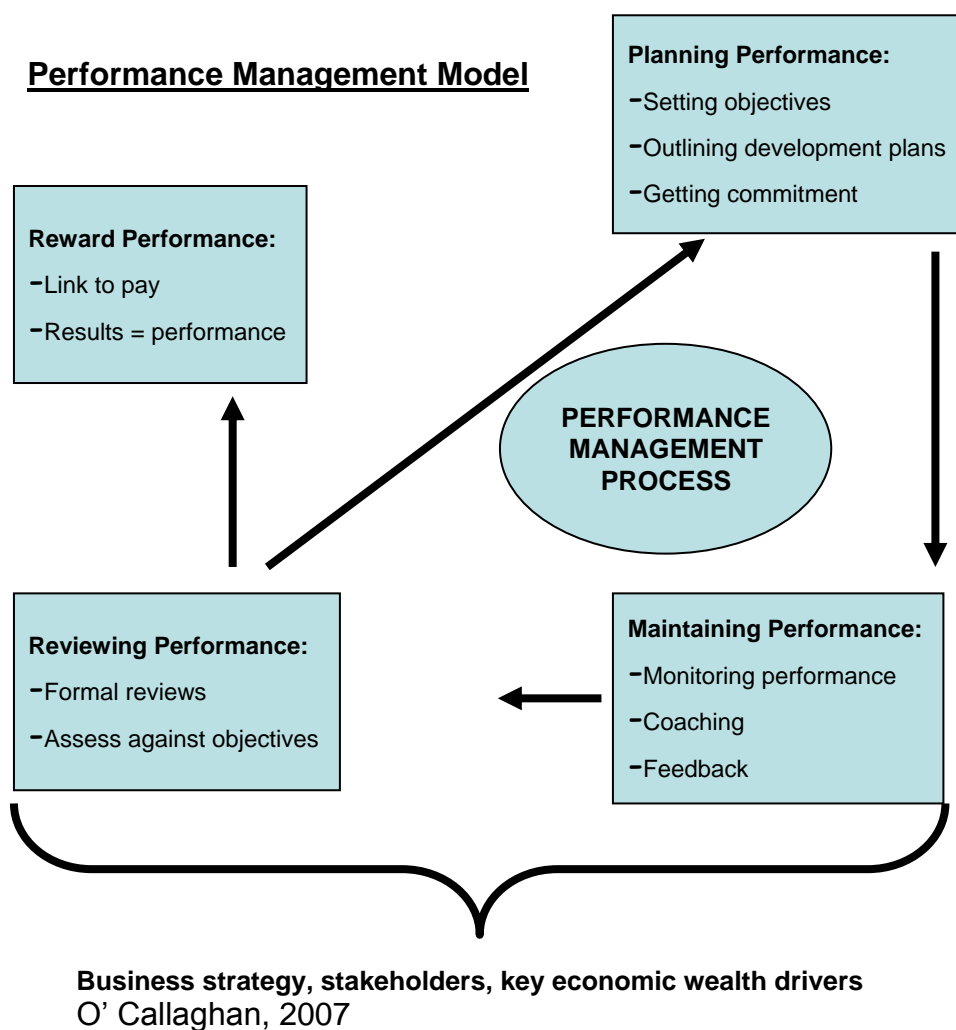 Performance Management Model
Planning Performance:
-Setting objectives
-Outlining development plans
-Getting commitment
Reward Performance:
-Link to pay
-Results = performance
PERFORMANCE
MANAGEMENT
PROCESS
Reviewing Performance:
-Formal reviews
-Assess against objectives
Maintaining Performance:
-Monitoring performance
-Coaching
-Feedback
Business strategy, stakeholders, key economic wealth drivers
O' Callaghan, 2007